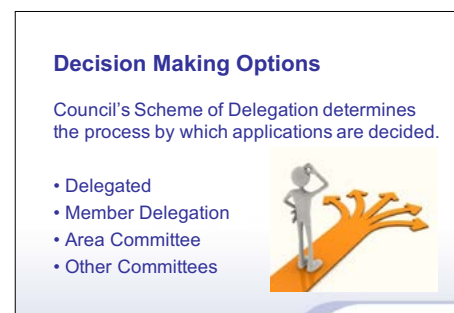 Decision Making Options
Council's Scheme of Delegation determines
the process by which applications are decided.
• Delegated
• Member Delegation
• Area Committee
• Other Committees